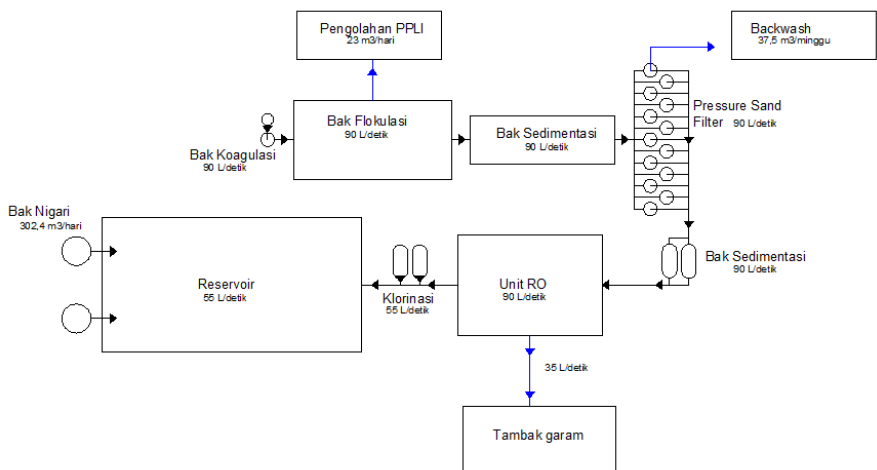 Pengolahan PPLI
23 m3/hari
Backwash
37,5 m3/minggu
Bak Flokulasi
90 L/detik
Bak Koagulasi
90 L/detik
Bak Sedimentasi
90 L/detik
Pressure Sand
Filter 90 L/detik
Bak Nigari
302,4 m3/hari
Reservoir
55 L/detik
Klorinasi
55 L/detik
Unit RO
90 L/detik
Bak Sedimentasi
90 L/detik
35 L/detik
Tambak garam